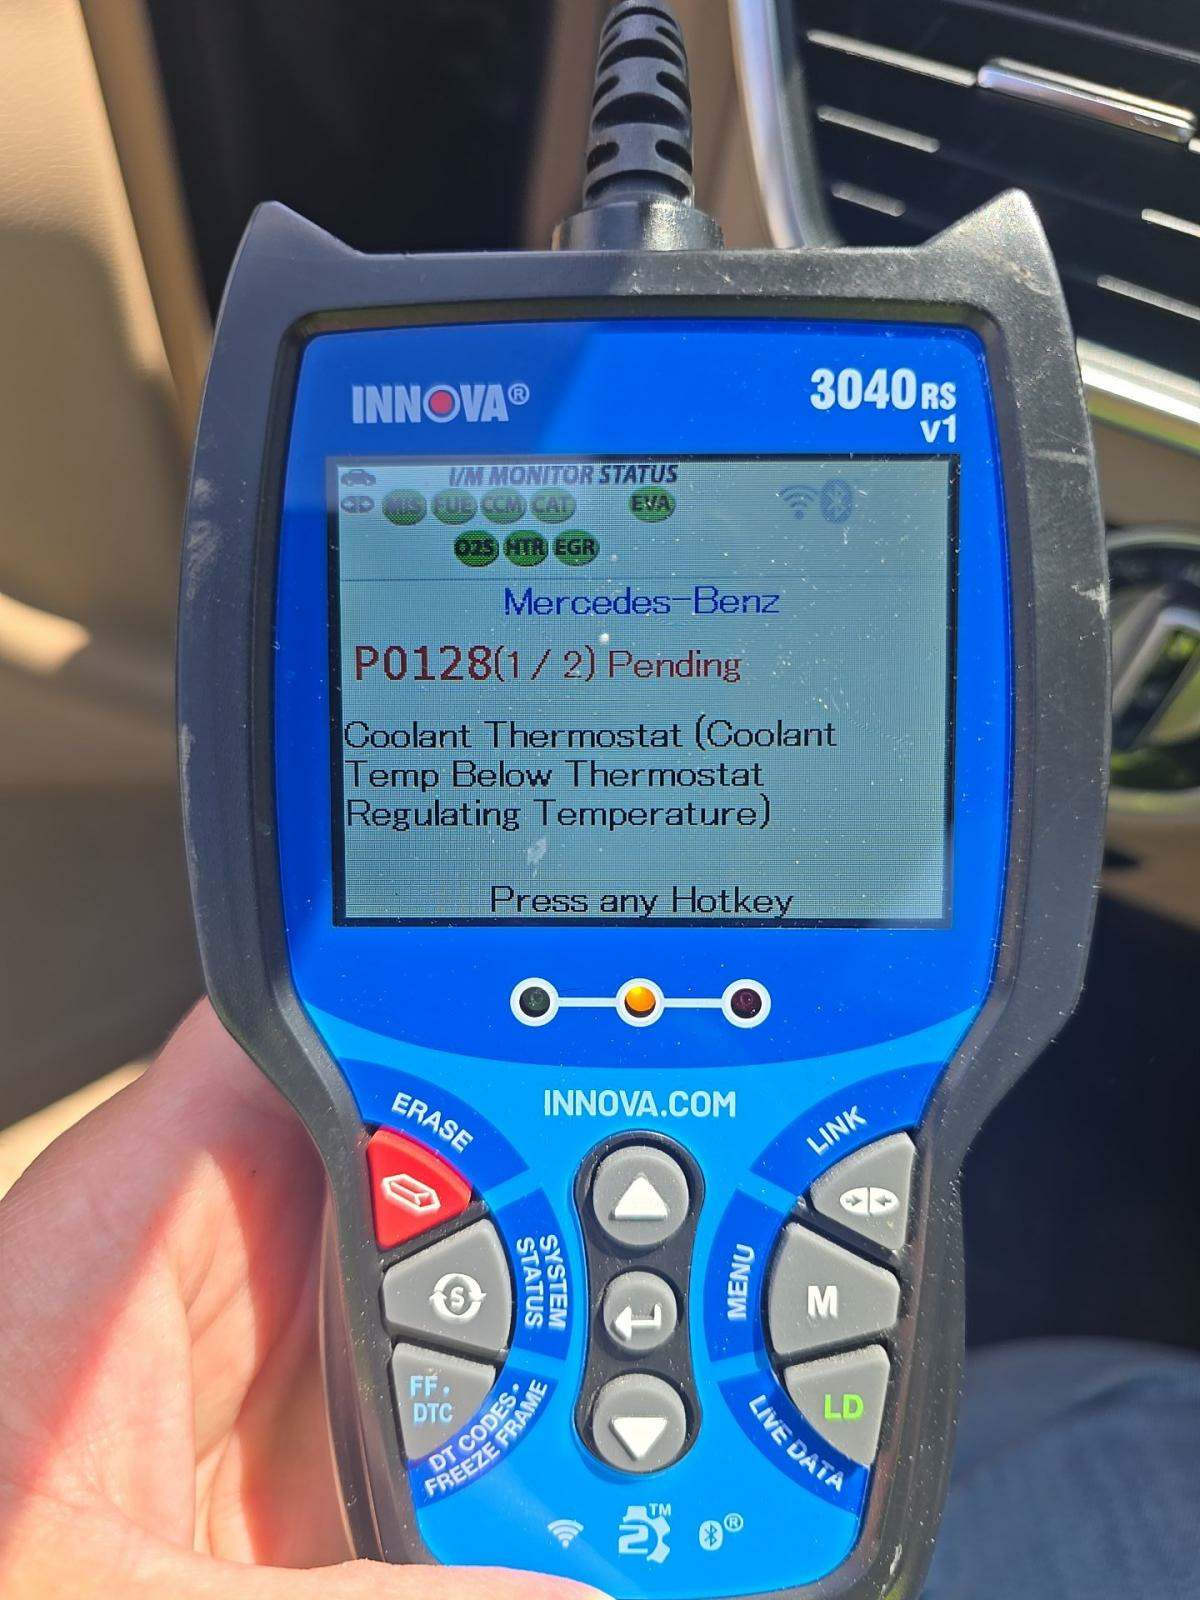 INNOVA®
3040RS
v1
I/M MONITOR STATUS
MIS FUE CCM CAT EVA
O2S HTR EGR
Mercedes-Benz
P0128(1 / 2) Pending
Coolant Thermostat (Coolant
Temp Below Thermostat
Regulating Temperature)
Press any Hotkey
INNOVA.COM
ERASE
LINK
SYSTEM
STATUS
S
MENU
M
FF.
DTC
DT CODES.
FREEZE FRAME
LD
LIVE DATA
2 TM
®